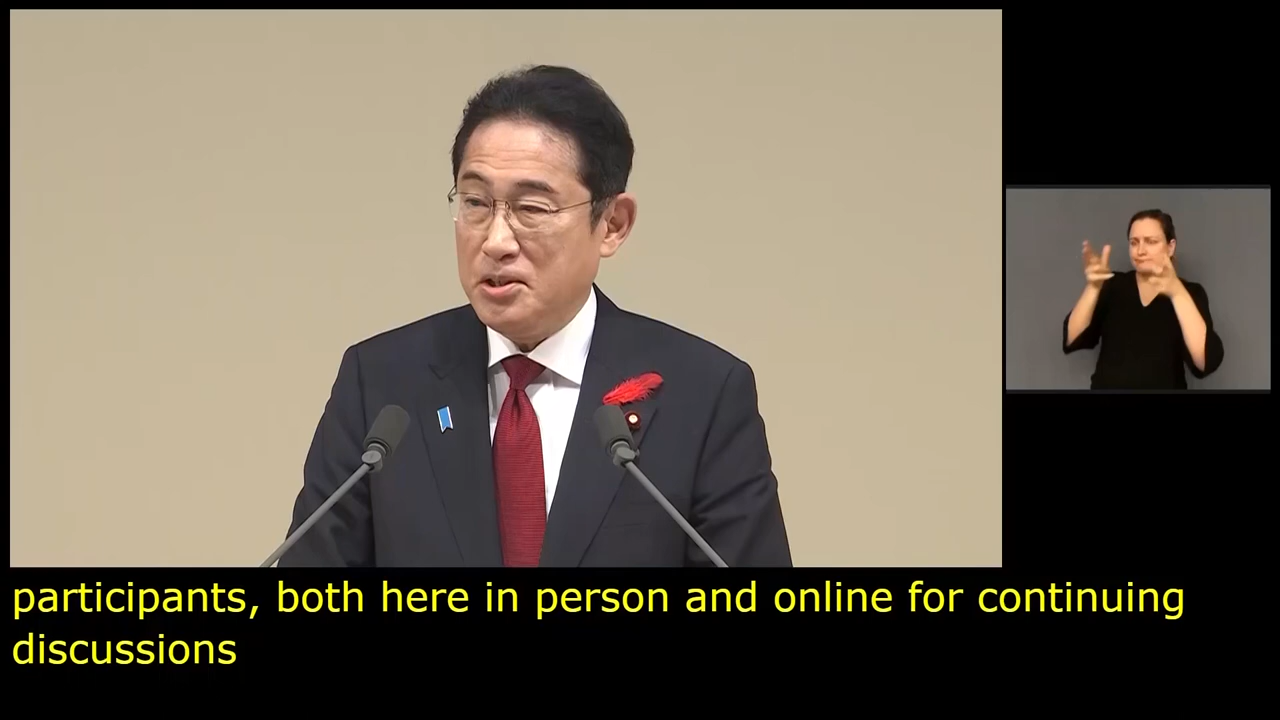 participants, both here in person and online for continuing
discussions